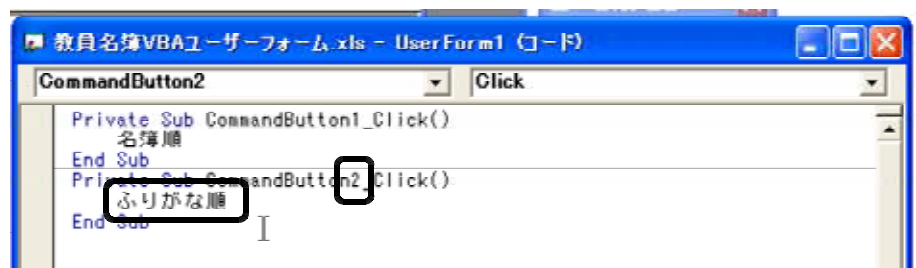 教員名簿VBAユーザーフォーム.xls - UserForm1 (コード)
CommandButton2 Click
Private Sub CommandButton1_Click()
名簿順
End Sub
Private Sub CommandButton2_Click()
ふりがな順
End Sub